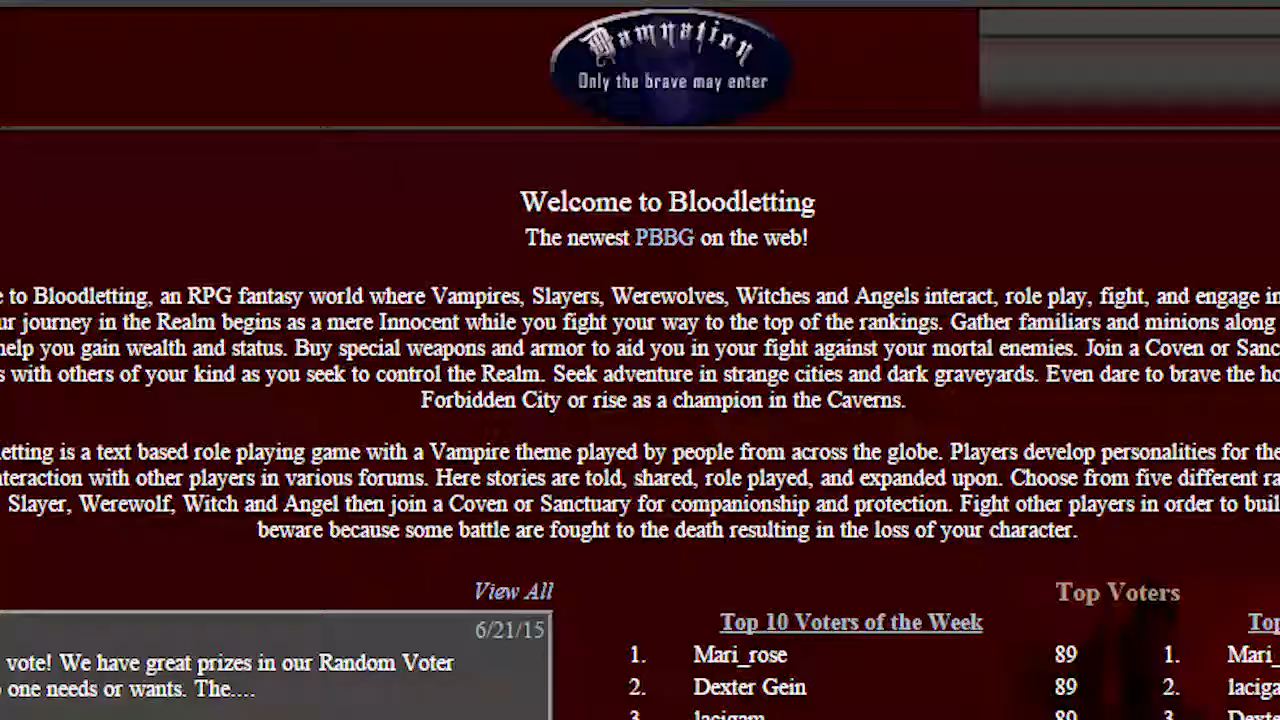 Damnation
Only the brave may enter
Welcome to Bloodletting
The newest PBBG on the web!
e to Bloodletting, an RPG fantasy world where Vampires, Slayers, Werewolves, Witches and Angels interact, role play, fight, and engage in
ur journey in the Realm begins as a mere Innocent while you fight your way to the top of the rankings. Gather familiars and minions along
help you gain wealth and status. Buy special weapons and armor to aid you in your fight against your mortal enemies. Join a Coven or Sanc
s with others of your kind as you seek to control the Realm. Seek adventure in strange cities and dark graveyards. Even dare to brave the ho
Forbidden City or rise as a champion in the Caverns.
etting is a text based role playing game with a Vampire theme played by people from across the globe. Players develop personalities for the
nteraction with other players in various forums. Here stories are told, shared, role played, and expanded upon. Choose from five different ra
Slayer, Werewolf, Witch and Angel then join a Coven or Sanctuary for companionship and protection. Fight other players in order to buil
beware because some battle are fought to the death resulting in the loss of your character.
View All
6/21/15
vote! We have great prizes in our Random Voter
one needs or wants. The....
Top Voters
Top 10 Voters of the Week
Top
1. Mari_rose 89 1. Mari_
2. Dexter Gein 89 2. laciga
3. lacigam 89 3. Dexte